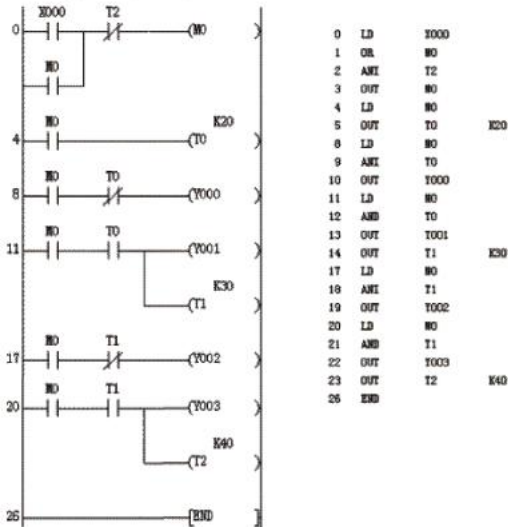 X000 T2
0 (M0 )
M0
M0 K20
4 (T0 )
M0 T0
8 (Y000 )
M0 T0
11 (Y001 )
K30
(T1 )
M0 T1
17 (Y002 )
M0 T1
20 (Y003 )
K40
(T2 )
26 [END ]
0 LD X000
1 OR M0
2 ANI T2
3 OUT M0
4 LD M0
5 OUT T0 K20
8 LD M0
9 ANI T0
10 OUT Y000
11 LD M0
12 AND T0
13 OUT Y001
14 OUT T1 K30
17 LD M0
18 ANI T1
19 OUT Y002
20 LD M0
21 AND T1
22 OUT Y003
23 OUT T2 K40
26 END